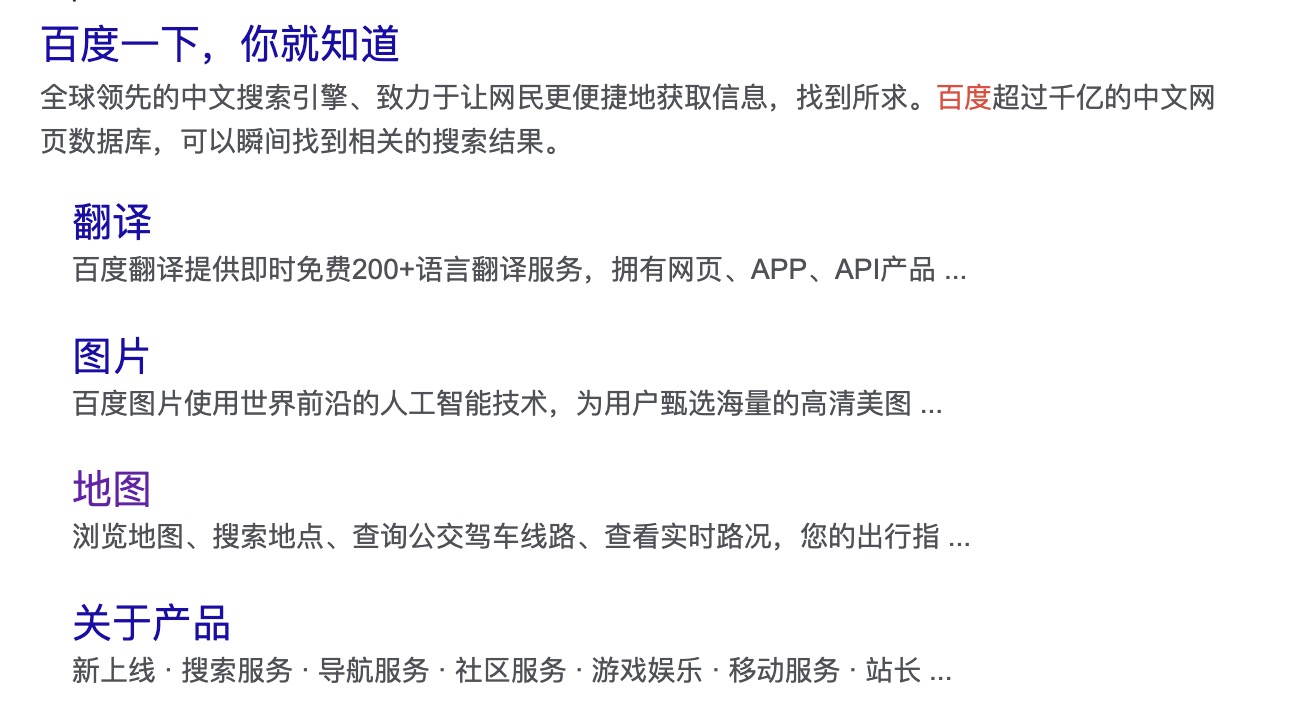 百度一下，你就知道
全球领先的中文搜索引擎、致力于让网民更便捷地获取信息，找到所求。百度超过千亿的中文网
页数据库，可以瞬间找到相关的搜索结果。
翻译
百度翻译提供即时免费200+语言翻译服务，拥有网页、APP、API产品 ...
图片
百度图片使用世界前沿的人工智能技术，为用户甄选海量的高清美图 ...
地图
浏览地图、搜索地点、查询公交驾车线路、查看实时路况，您的出行指 ...
关于产品
新上线 · 搜索服务 · 导航服务 · 社区服务 · 游戏娱乐 · 移动服务 · 站长 ...